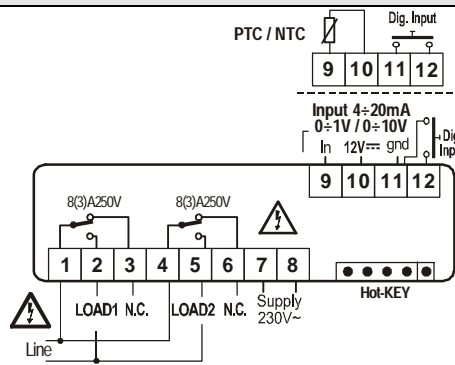 PTC / NTC
Dig. Input
9 10 11 12
Input 4÷20mA
0÷1V / 0÷10V
In 12V gnd
Dig
Inp
9 10 11 12
8(3)A250V 8(3)A250V
1 2 3 4 5 6 7 8
LOAD1 N.C. LOAD2 N.C. Supply
230V~
Hot-KEY
Line